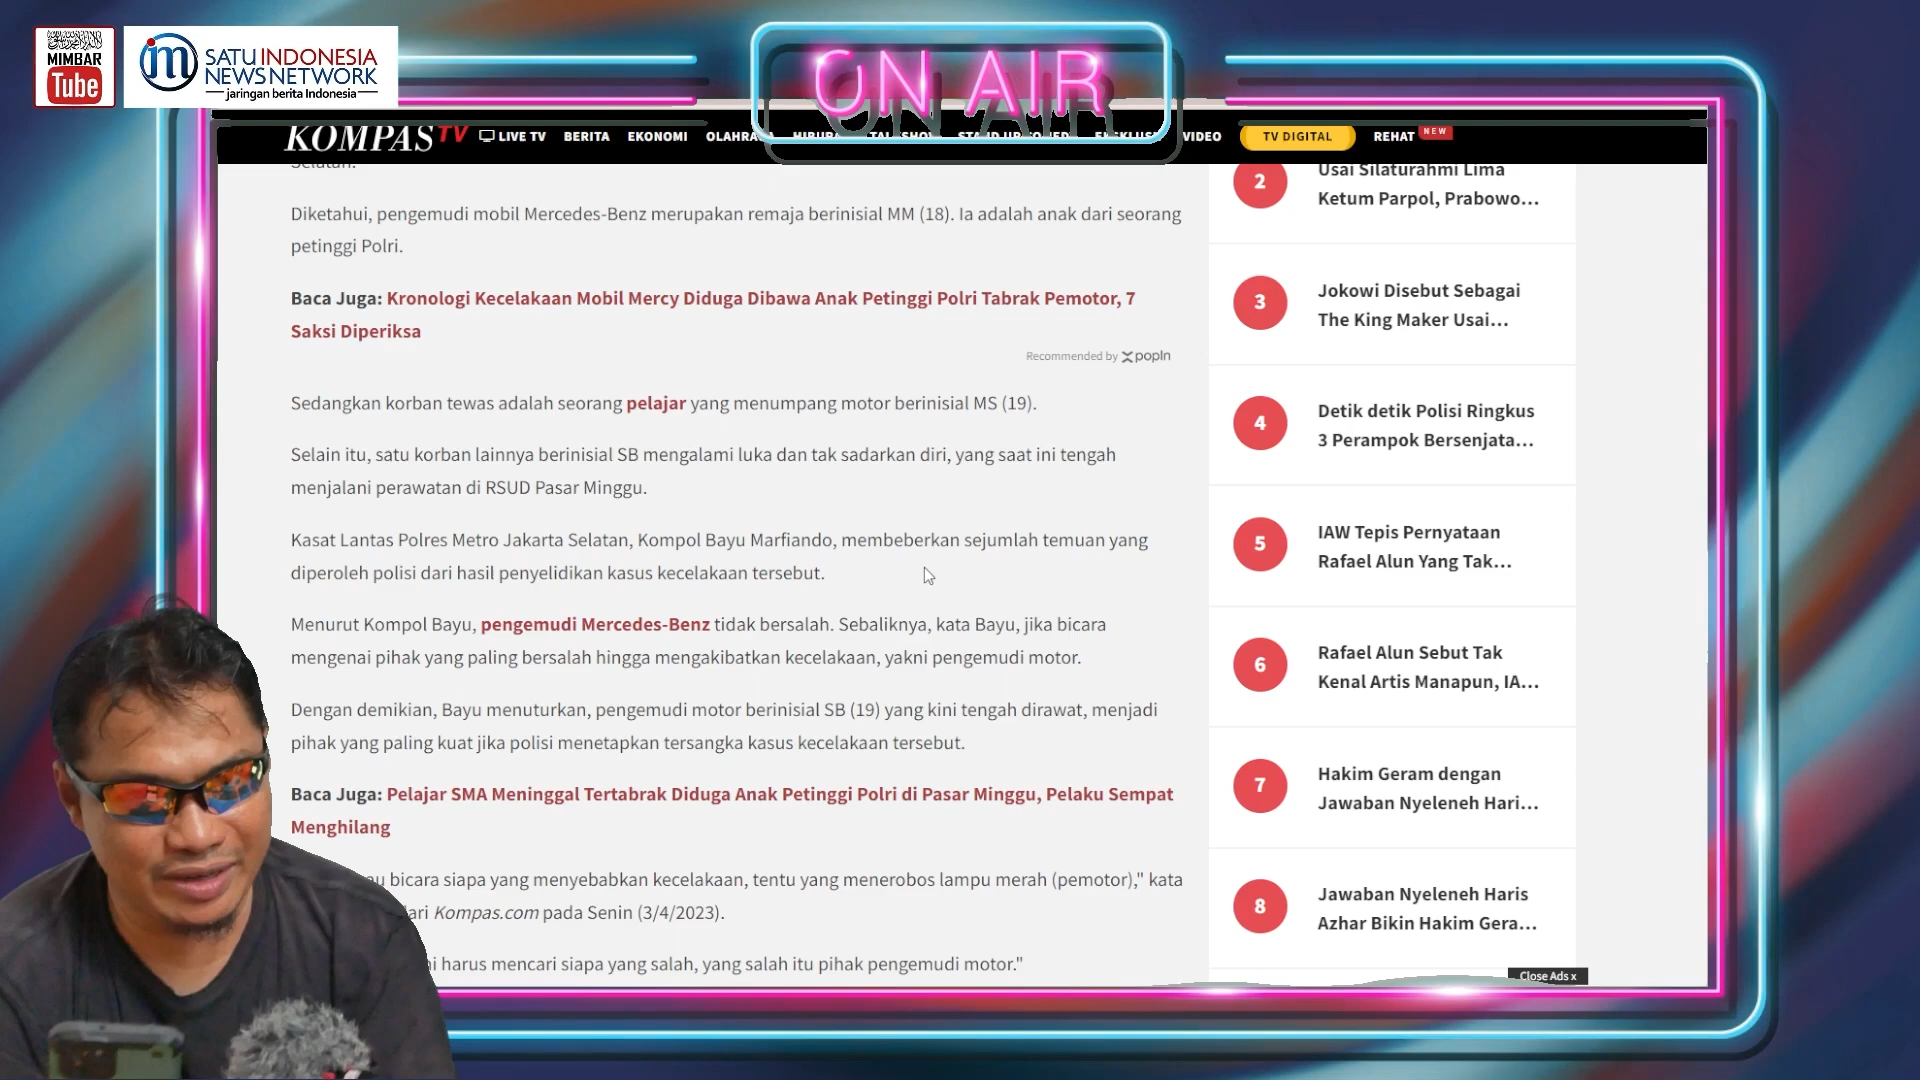 MIMBAR
Tube
SATU INDONESIA
NEWS NETWORK
jaringan berita Indonesia
ON AIR
KOMPAS TV LIVE TV BERITA EKONOMI OLAHRAGA TALKSHOW VIDEO TV DIGITAL REHAT NEW
Selatan.
Diketahui, pengemudi mobil Mercedes-Benz merupakan remaja berinisial MM (18). Ia adalah anak dari seorang
petinggi Polri.
Baca Juga: Kronologi Kecelakaan Mobil Mercy Diduga Dibawa Anak Petinggi Polri Tabrak Pemotor, 7
Saksi Diperiksa
Recommended by popIn
Sedangkan korban tewas adalah seorang pelajar yang menumpang motor berinisial MS (19).
Selain itu, satu korban lainnya berinisial SB mengalami luka dan tak sadarkan diri, yang saat ini tengah
menjalani perawatan di RSUD Pasar Minggu.
Kasat Lantas Polres Metro Jakarta Selatan, Kompol Bayu Marfiando, membeberkan sejumlah temuan yang
diperoleh polisi dari hasil penyelidikan kasus kecelakaan tersebut.
Menurut Kompol Bayu, pengemudi Mercedes-Benz tidak bersalah. Sebaliknya, kata Bayu, jika bicara
mengenai pihak yang paling bersalah hingga mengakibatkan kecelakaan, yakni pengemudi motor.
Dengan demikian, Bayu menuturkan, pengemudi motor berinisial SB (19) yang kini tengah dirawat, menjadi
pihak yang paling kuat jika polisi menetapkan tersangka kasus kecelakaan tersebut.
Baca Juga: Pelajar SMA Meninggal Tertabrak Diduga Anak Petinggi Polri di Pasar Minggu, Pelaku Sempat
Menghilang
bicara siapa yang menyebabkan kecelakaan, tentu yang menerobos lampu merah (pemotor)," kata
Kompas.com pada Senin (3/4/2023).
harus mencari siapa yang salah, yang salah itu pihak pengemudi motor."
2
Usai Silaturahmi Lima
Ketum Parpol, Prabowo...
3
Jokowi Disebut Sebagai
The King Maker Usai...
4
Detik detik Polisi Ringkus
3 Perampok Bersenjata...
5
IAW Tepis Pernyataan
Rafael Alun Yang Tak...
6
Rafael Alun Sebut Tak
Kenal Artis Manapun, IA...
7
Hakim Geram dengan
Jawaban Nyeleneh Hari...
8
Jawaban Nyeleneh Haris
Azhar Bikin Hakim Gera...
Close Ads x